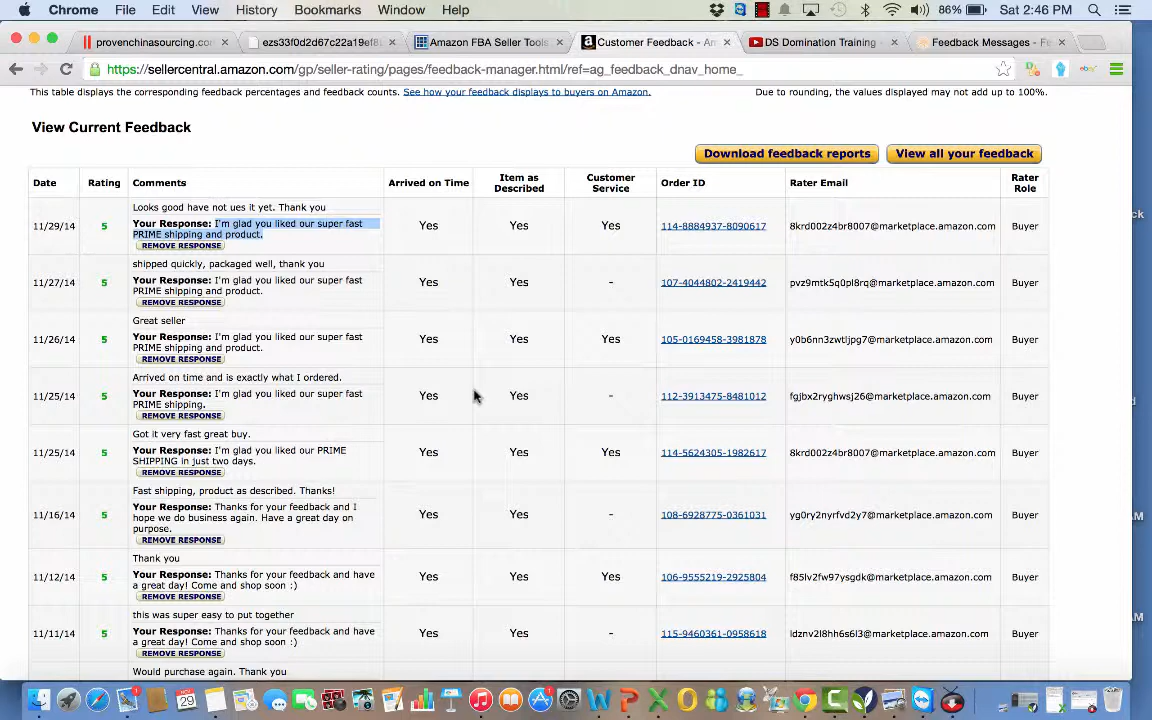 Chrome File Edit View History Bookmarks Window Help 86% Sat 2:46 PM
provenchinasourcing.co ezs33f0d2d67c22a19ef8 Amazon FBA Seller Tools Customer Feedback - Am DS Domination Training Feedback Messages - Fe
https://sellercentral.amazon.com/gp/seller-rating/pages/feedback-manager.html/ref=ag_feedback_dnav_home_
This table displays the corresponding feedback percentages and feedback counts. See how your feedback displays to buyers on Amazon. Due to rounding, the values displayed may not add up to 100%.
View Current Feedback
Download feedback reports View all your feedback
Date Rating Comments Arrived on Time Item as Described Customer Service Order ID Rater Email Rater Role
Looks good have not ues it yet. Thank you
11/29/14 5 Your Response: I'm glad you liked our super fast Yes Yes Yes 114-8884937-8090617 8krd002z4br8007@marketplace.amazon.com Buyer
PRIME shipping and product.
REMOVE RESPONSE
shipped quickly, packaged well, thank you
11/27/14 5 Your Response: I'm glad you liked our super fast Yes Yes - 107-4044802-2419442 pvz9mtk5q0pl8rq@marketplace.amazon.com Buyer
PRIME shipping and product.
REMOVE RESPONSE
Great seller
11/26/14 5 Your Response: I'm glad you liked our super fast Yes Yes Yes 105-0169458-3981878 y0b6nn3zwtljpg7@marketplace.amazon.com Buyer
PRIME shipping and product.
REMOVE RESPONSE
Arrived on time and is exactly what I ordered.
11/25/14 5 Your Response: I'm glad you liked our super fast Yes Yes - 112-3913475-8481012 fgjbx2ryghwsj26@marketplace.amazon.com Buyer
PRIME shipping.
REMOVE RESPONSE
Got it very fast great buy.
11/25/14 5 Your Response: I'm glad you liked our PRIME Yes Yes Yes 114-5624305-1982617 8krd002z4br8007@marketplace.amazon.com Buyer
SHIPPING in just two days.
REMOVE RESPONSE
Fast shipping, product as described. Thanks!
11/16/14 5 Your Response: Thanks for your feedback and I Yes Yes - 108-6928775-0361031 yg0ry2nyrfvd2y7@marketplace.amazon.com Buyer
hope we do business again. Have a great day on
purpose.
REMOVE RESPONSE
Thank you
11/12/14 5 Your Response: Thanks for your feedback and have Yes Yes Yes 106-9555219-2925804 f85lv2fw97ysgdk@marketplace.amazon.com Buyer
a great day! Come and shop soon :)
REMOVE RESPONSE
this was super easy to put together
11/11/14 5 Your Response: Thanks for your feedback and have Yes Yes - 115-9460361-0958618 ldznv2l8hh6s6l3@marketplace.amazon.com Buyer
a great day! Come and shop soon :)
REMOVE RESPONSE
Would purchase again. Thank you